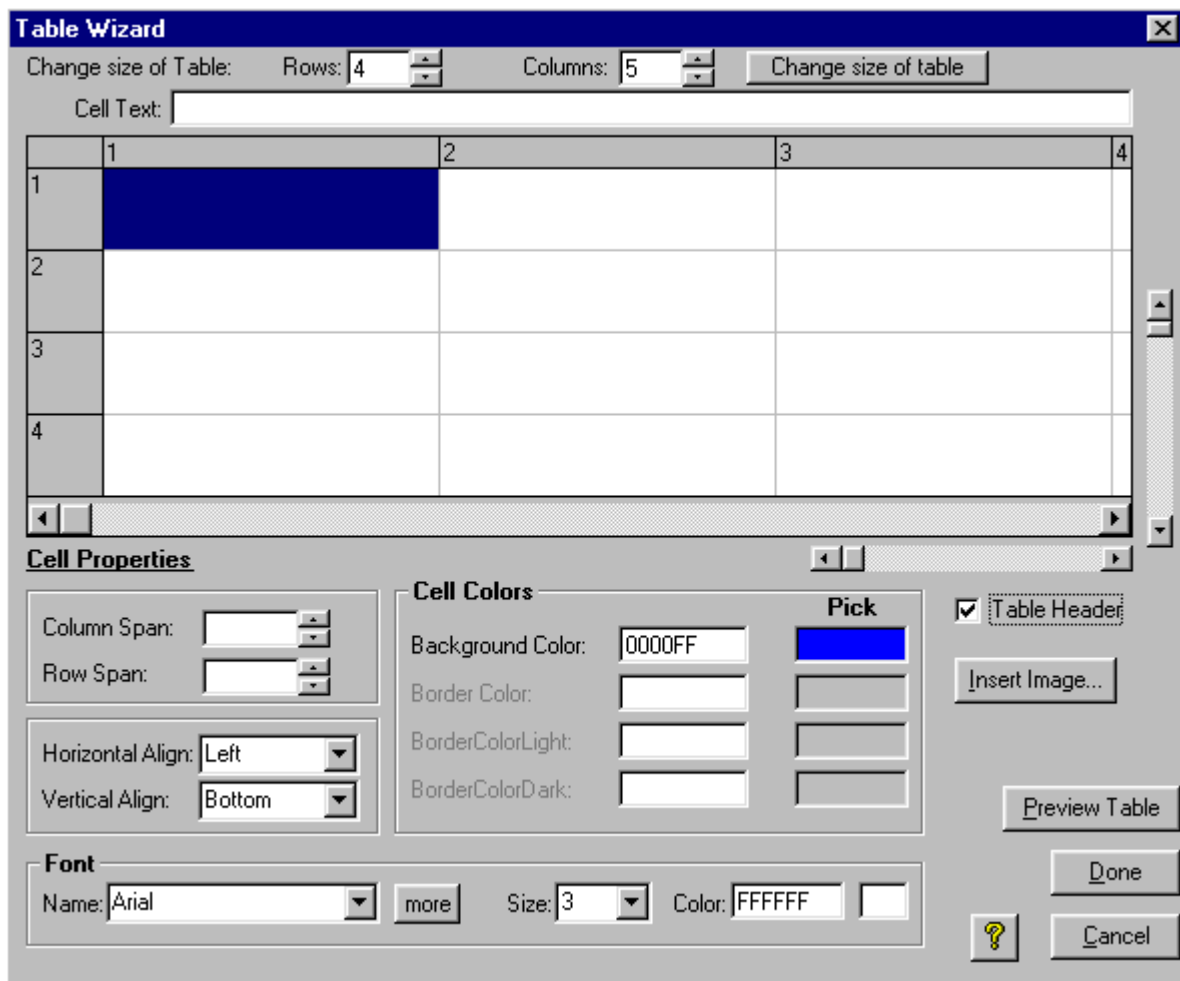 Table Wizard
Change size of Table: Rows: 4 Columns: 5 Change size of table
Cell Text:
1 2 3 4
1
2
3
4
Cell Properties
Column Span:
Row Span:
Horizontal Align: Left
Vertical Align: Bottom
Cell Colors
Pick
Background Color: 0000FF
Border Color:
BorderColorLight:
BorderColorDark:
Table Header
Insert Image...
Preview Table
Font
Name: Arial more Size: 3 Color: FFFFFF
Done
?
Cancel